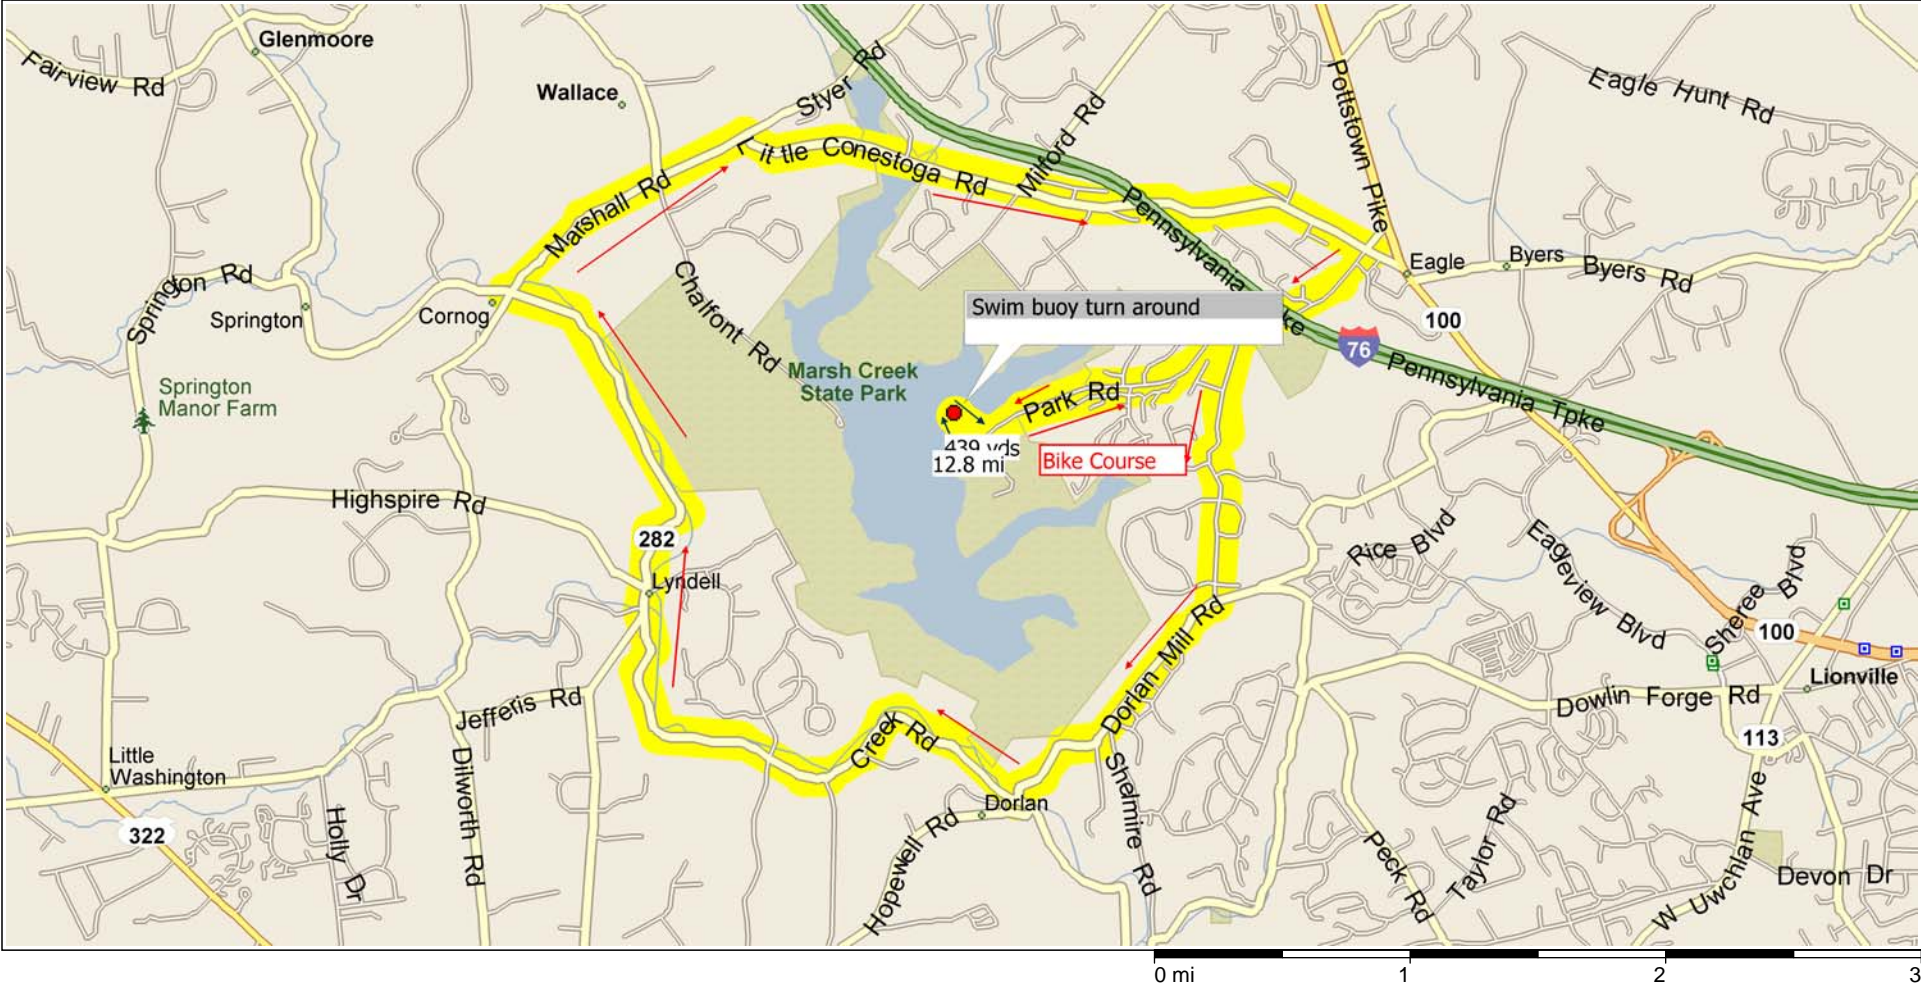 Glenmoore
Fairview Rd
Wallace
Styer Rd
Pottstown Pike
Eagle Hunt Rd
Little Conestoga Rd
Milford Rd
Marshall Rd
Pennsylvania Tpke
Eagle
Byers
Byers Rd
Springton Rd
Springton
Cornog
Chalfont Rd
Swim buoy turn around
100
76
Pennsylvania Tpke
Marsh Creek
State Park
Springton
Manor Farm
Park Rd
439 yds
12.8 mi
Bike Course
Highspire Rd
282
Lyndell
Rice Blvd
Eagleview Blvd
Sheree Blvd
100
Lionville
Dorlan Mill Rd
Dowlin Forge Rd
Jefferis Rd
Creek Rd
113
Little
Washington
322
Holly Dr
Dilworth Rd
Dorlan
Hopewell Rd
Shelmire Rd
Peck Rd
Taylor Rd
W Uwchlan Ave
Devon Dr
0 mi 1 2 3